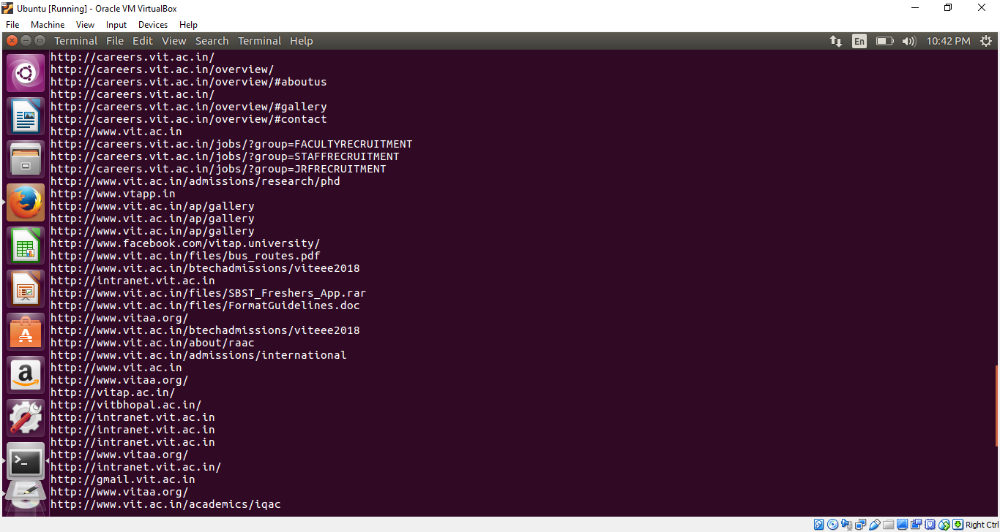 Ubuntu [Running] - Oracle VM VirtualBox
File Machine View Input Devices Help
Terminal File Edit View Search Terminal Help En 10:42 PM
http://careers.vit.ac.in/
http://careers.vit.ac.in/overview/
http://careers.vit.ac.in/overview/#aboutus
http://careers.vit.ac.in/
http://careers.vit.ac.in/overview/#gallery
http://careers.vit.ac.in/overview/#contact
http://www.vit.ac.in
http://careers.vit.ac.in/jobs/?group=FACULTYRECRUITMENT
http://careers.vit.ac.in/jobs/?group=STAFFRECRUITMENT
http://careers.vit.ac.in/jobs/?group=JRFRECRUITMENT
http://www.vit.ac.in/admissions/research/phd
http://www.vtapp.in
http://www.vit.ac.in/ap/gallery
http://www.vit.ac.in/ap/gallery
http://www.vit.ac.in/ap/gallery
http://www.facebook.com/vitap.university/
http://www.vit.ac.in/files/bus_routes.pdf
http://www.vit.ac.in/btechadmissions/viteee2018
http://intranet.vit.ac.in
http://www.vit.ac.in/files/SBST_Freshers_App.rar
http://www.vit.ac.in/files/FormatGuidelines.doc
http://www.vitaa.org/
http://www.vit.ac.in/btechadmissions/viteee2018
http://www.vit.ac.in/about/raac
http://www.vit.ac.in/admissions/international
http://www.vit.ac.in
http://www.vitaa.org/
http://vitap.ac.in/
http://vitbhopal.ac.in/
http://intranet.vit.ac.in
http://intranet.vit.ac.in
http://intranet.vit.ac.in
http://www.vitaa.org/
http://intranet.vit.ac.in/
http://gmail.vit.ac.in
http://www.vitaa.org/
http://www.vit.ac.in/academics/iqac
Right Ctrl